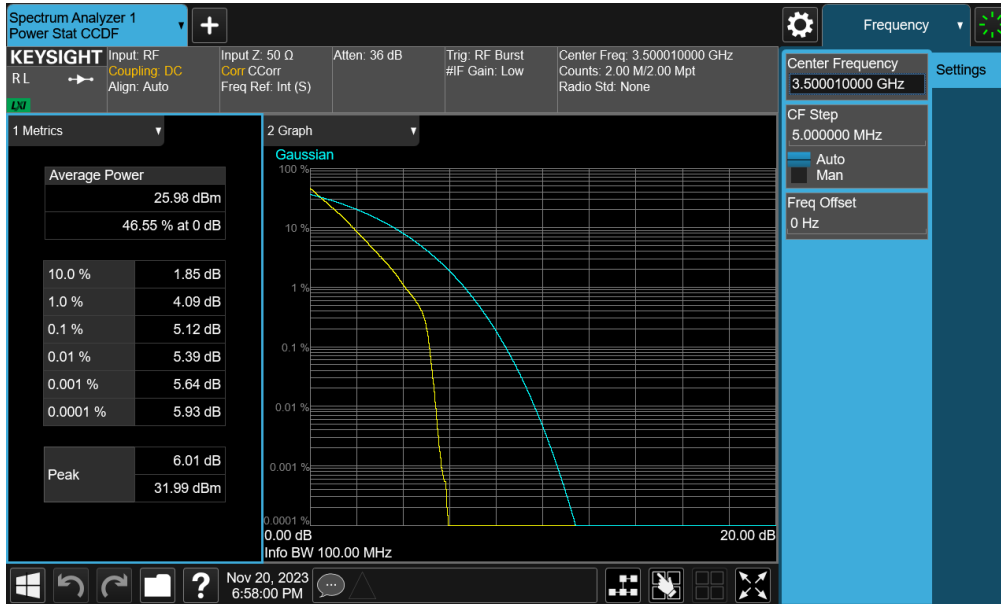 Spectrum Analyzer 1
Power Stat CCDF
+
Frequency
KEYSIGHT
R L
LXI
Input: RF
Coupling: DC
Align: Auto
Input Z: 50 Ω
Corr CCorr
Freq Ref: Int (S)
Atten: 36 dB
Trig: RF Burst
#IF Gain: Low
Center Freq: 3.500010000 GHz
Counts: 2.00 M/2.00 Mpt
Radio Std: None
Center Frequency
3.500010000 GHz
Settings
CF Step
5.000000 MHz
Auto
Man
Freq Offset
0 Hz
1 Metrics
Average Power
25.98 dBm
46.55 % at 0 dB
10.0 % 1.85 dB
1.0 % 4.09 dB
0.1 % 5.12 dB
0.01 % 5.39 dB
0.001 % 5.64 dB
0.0001 % 5.93 dB
Peak
6.01 dB
31.99 dBm
2 Graph
Gaussian
100 %
10 %
1 %
0.1 %
0.01 %
0.001 %
0.0001 %
0.00 dB 20.00 dB
Info BW 100.00 MHz
?
Nov 20, 2023
6:58:00 PM